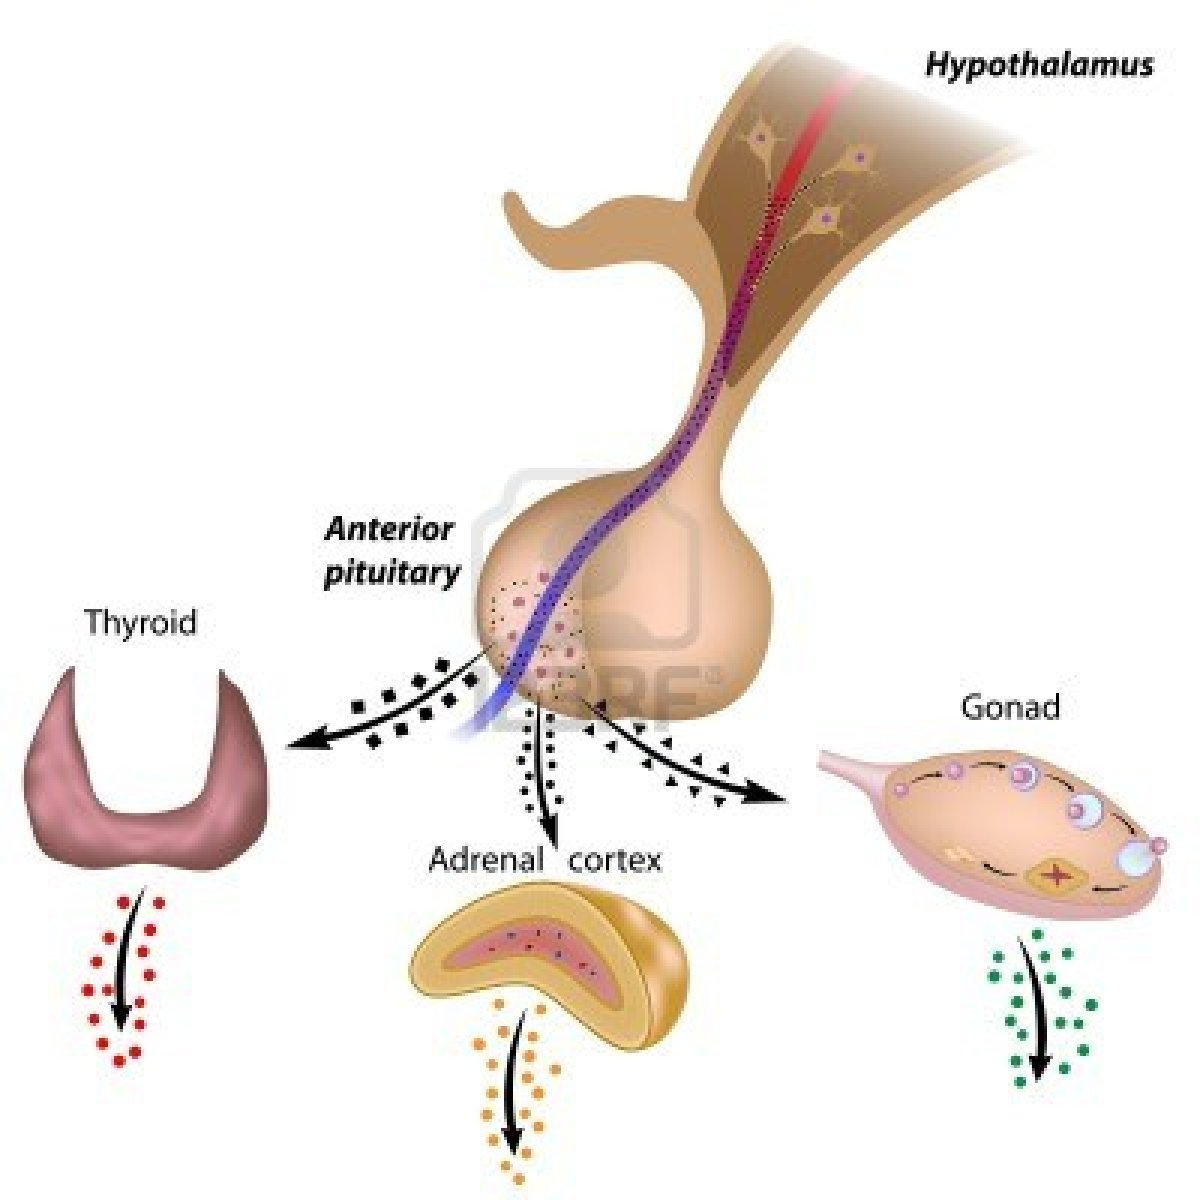 Hypothalamus
Anterior
pituitary
Thyroid
Gonad
Adrenal cortex